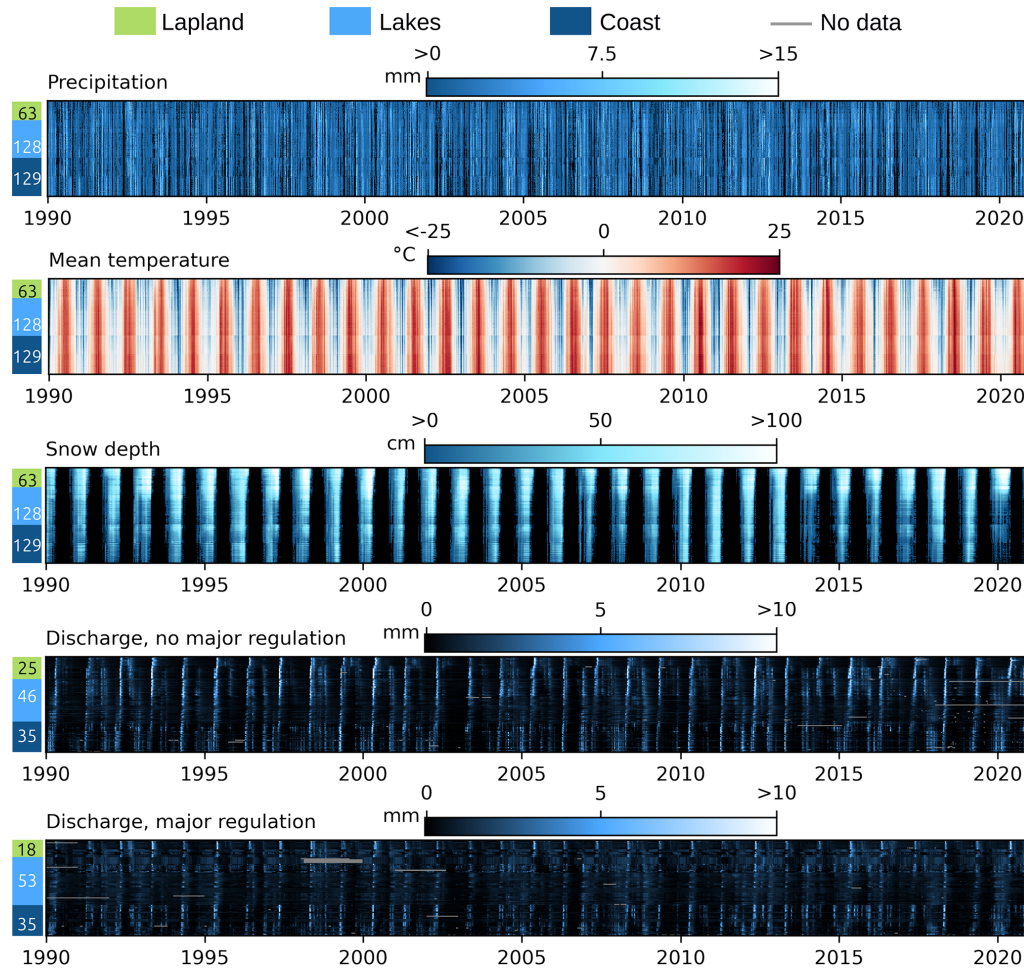 Lapland Lakes Coast No data
>0 7.5 >15
mm
Precipitation
63
128
129
1990 1995 2000 2005 2010 2015 2020
<-25 0 25
°C
Mean temperature
63
128
129
1990 1995 2000 2005 2010 2015 2020
>0 50 >100
cm
Snow depth
63
128
129
1990 1995 2000 2005 2010 2015 2020
0 5 >10
mm
Discharge, no major regulation
25
46
35
1990 1995 2000 2005 2010 2015 2020
0 5 >10
mm
Discharge, major regulation
18
53
35
1990 1995 2000 2005 2010 2015 2020